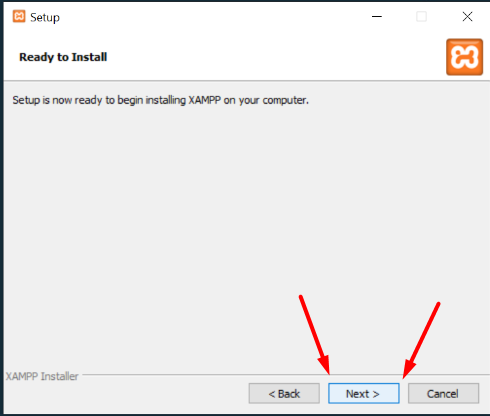 Setup
Ready to Install
Setup is now ready to begin installing XAMPP on your computer.
XAMPP Installer
< Back
Next >
Cancel